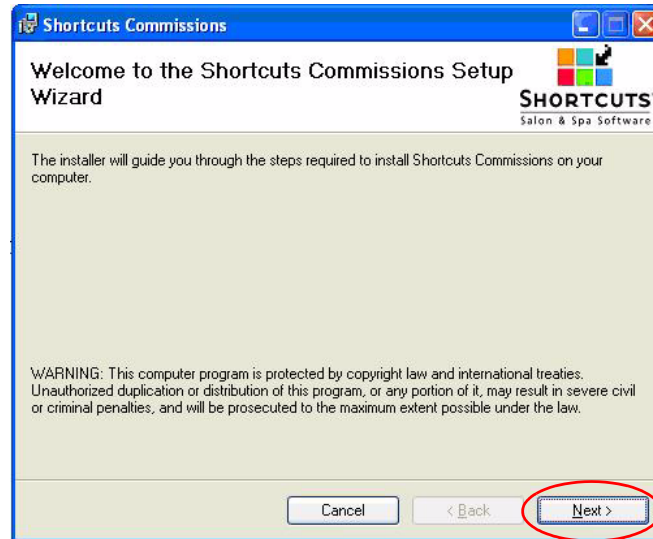 Shortcuts Commissions
Welcome to the Shortcuts Commissions Setup
Wizard
SHORTCUTS
Salon & Spa Software
The installer will guide you through the steps required to install Shortcuts Commissions on your
computer.
WARNING: This computer program is protected by copyright law and international treaties.
Unauthorized duplication or distribution of this program, or any portion of it, may result in severe civil
or criminal penalties, and will be prosecuted to the maximum extent possible under the law.
Cancel
< Back
Next >